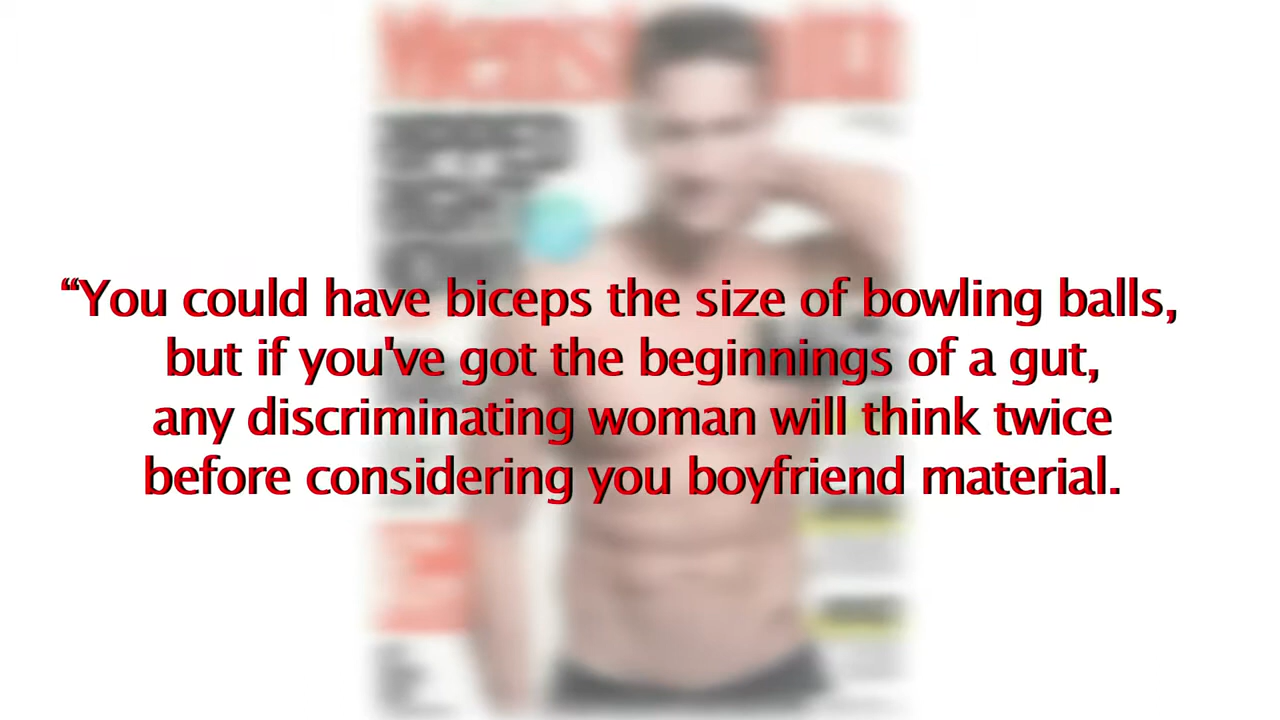 “You could have biceps the size of bowling balls,
but if you've got the beginnings of a gut,
any discriminating woman will think twice
before considering you boyfriend material.